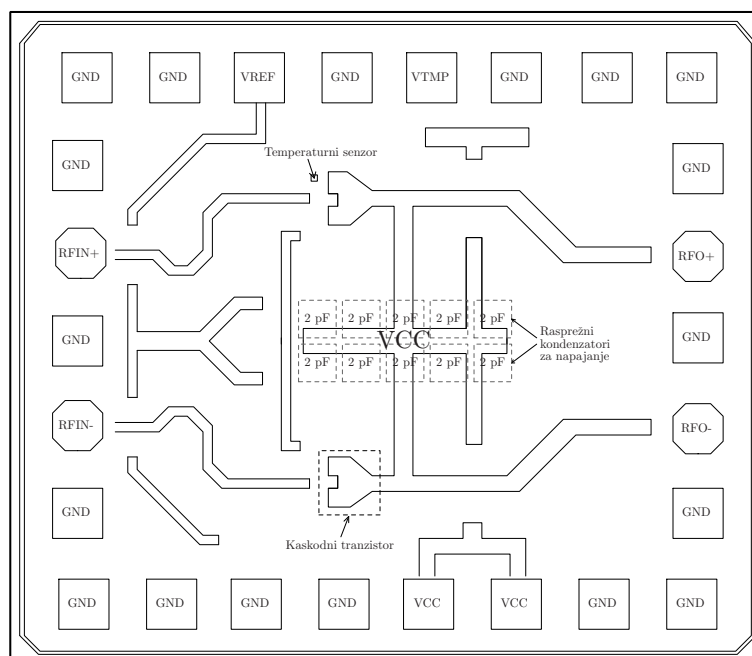 GND
GND
VREF
GND
VTMP
GND
GND
GND
Temperaturni senzor
GND
GND
RFIN+
RFO+
2 pF
2 pF
2 pF
2 pF
2 pF
GND
VCC
GND
Rasprežni
kondenzatori
za napajanje
2 pF
2 pF
2 pF
2 pF
2 pF
RFIN-
RFO-
GND
GND
Kaskodni tranzistor
GND
GND
GND
GND
VCC
VCC
GND
GND